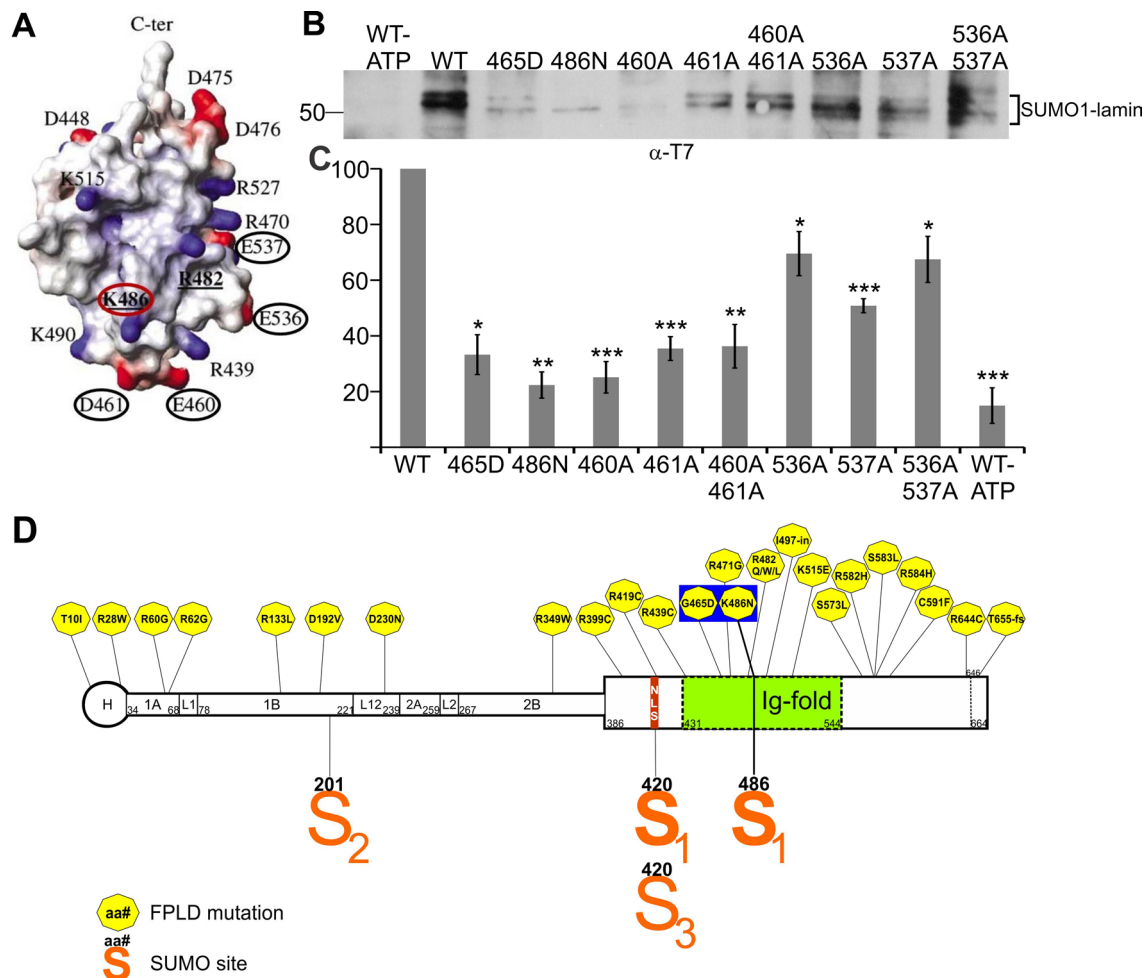 A
C-ter
D475
D448
D476
K515
R527
R470
E537
R482
K486
E536
K490
R439
D461
E460
B
WT-ATP
WT
465D
486N
460A
461A
460A
461A
536A
537A
536A
537A
50
SUMO1-lamin
α-T7
C
100
80
60
40
20
*
**
***
***
**
*
***
*
***
WT
465D
486N
460A
461A
460A
461A
536A
537A
536A
537A
WT-
ATP
D
T10I
R28W
R60G
R62G
R133L
D192V
D230N
R349W
R399C
R419C
R439C
G465D
R471G
K486N
R482
Q/W/L
I497-in
K515E
S573L
R582H
S583L
R584H
C591F
R644C
T655-fs
H
34
1A
68
L1
78
1B
221
L12
239
2A
259
L2
267
2B
386
NLS
431
Ig-fold
544
646
664
201
S2
420
S1
486
S1
420
S3
aa#
FPLD mutation
aa#
S
SUMO site